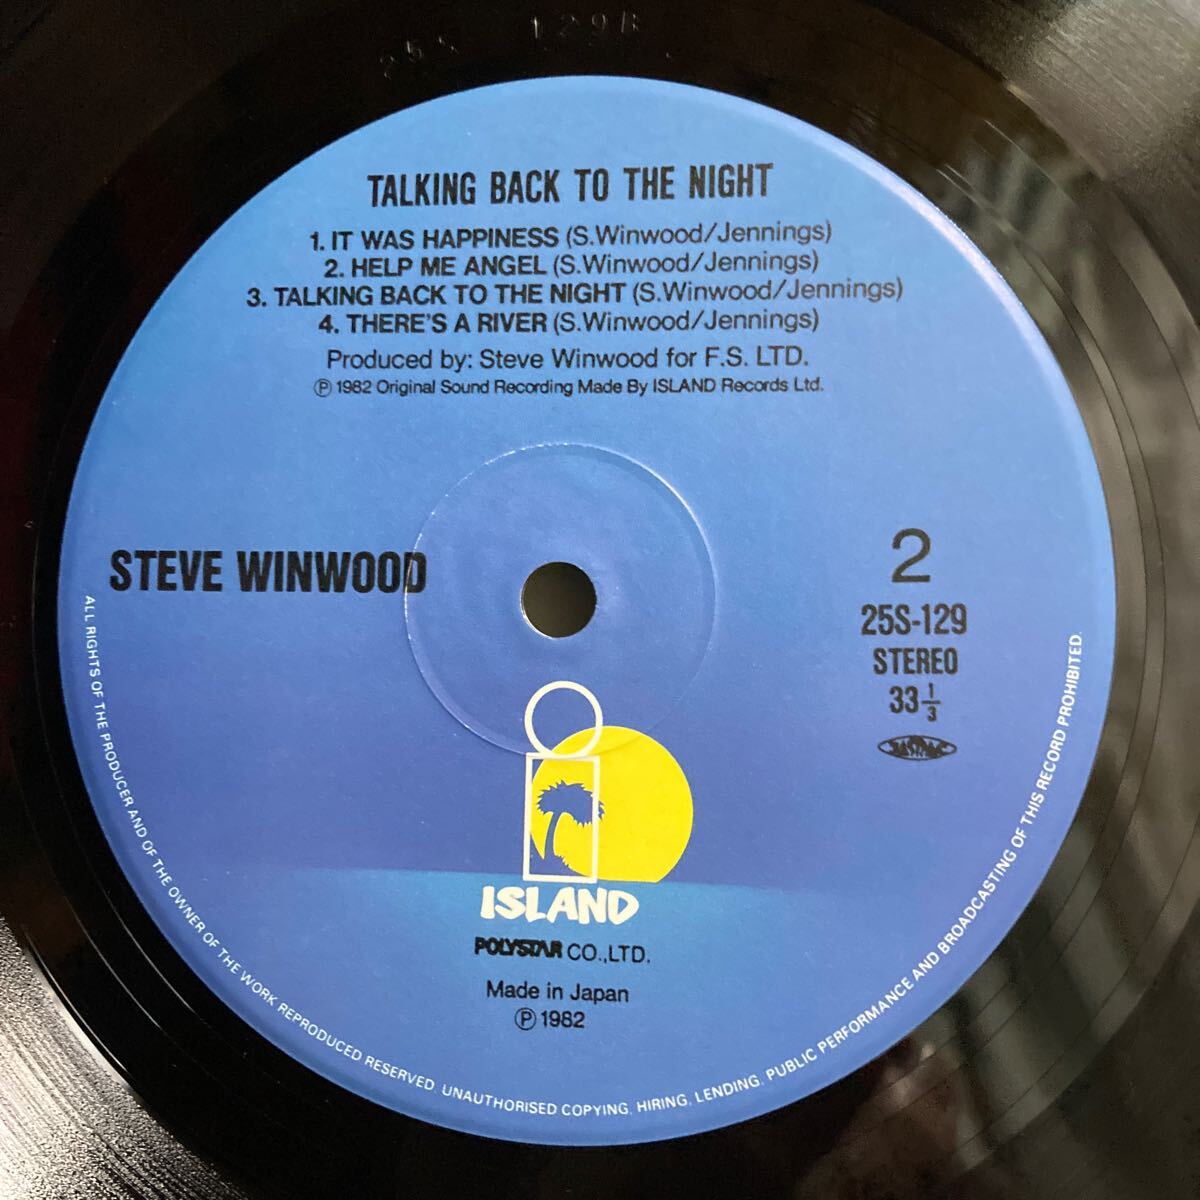 25S 129B
TALKING BACK TO THE NIGHT
1. IT WAS HAPPINESS (S.Winwood/Jennings)
2. HELP ME ANGEL (S.Winwood/Jennings)
3. TALKING BACK TO THE NIGHT (S.Winwood/Jennings)
4. THERE'S A RIVER (S.Winwood/Jennings)
Produced by: Steve Winwood for F.S. LTD.
Ⓟ 1982 Original Sound Recording Made By ISLAND Records Ltd.
STEVE WINWOOD
2
25S-129
STEREO
33 1/3
JASRAC
ISLAND
POLYSTAR CO.,LTD.
Made in Japan
Ⓟ 1982
ALL RIGHTS OF THE PRODUCER AND OF THE OWNER OF THE WORK REPRODUCED RESERVED. UNAUTHORISED COPYING, HIRING, LENDING, PUBLIC PERFORMANCE AND BROADCASTING OF THIS RECORD PROHIBITED.